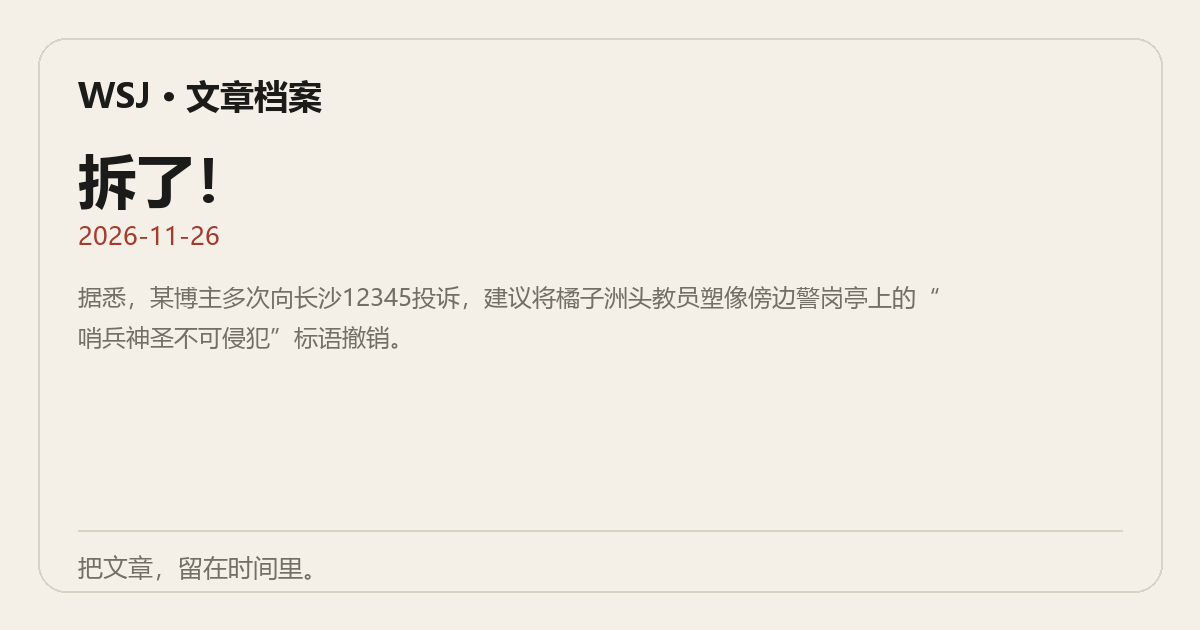 WSJ · 文章档案
拆了！
2026-11-26
据悉，某博主多次向长沙12345投诉，建议将橘子洲头教员塑像傍边警岗亭上的“
哨兵神圣不可侵犯”标语撤销。
把文章，留在时间里。